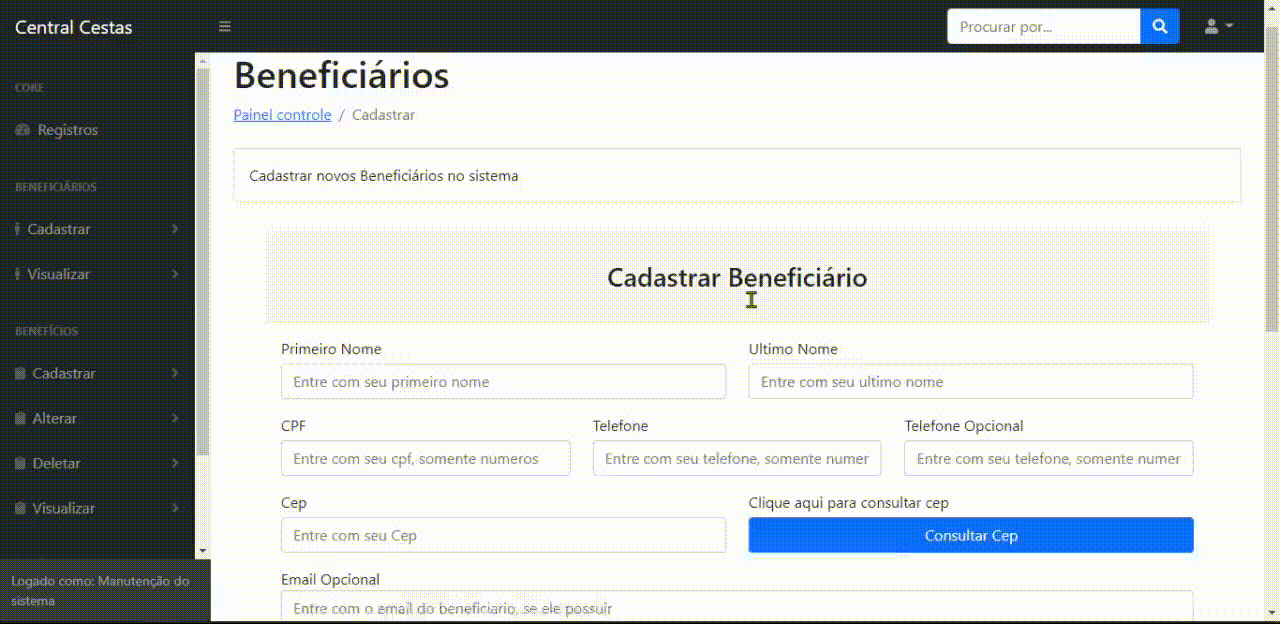 Central Cestas
Procurar por...
CORE
Registros
BENEFICIÁRIOS
Cadastrar
Visualizar
BENEFÍCIOS
Cadastrar
Alterar
Deletar
Visualizar
Logado como: Manutenção do
sistema
Beneficiários
Painel controle / Cadastrar
Cadastrar novos Beneficiários no sistema
Cadastrar Beneficiário
Primeiro Nome
Ultimo Nome
Entre com seu primeiro nome
Entre com seu ultimo nome
CPF
Telefone
Telefone Opcional
Entre com seu cpf, somente numeros
Entre com seu telefone, somente numer
Entre com seu telefone, somente numer
Cep
Clique aqui para consultar cep
Entre com seu Cep
Consultar Cep
Email Opcional
Entre com o email do beneficiario, se ele possuir